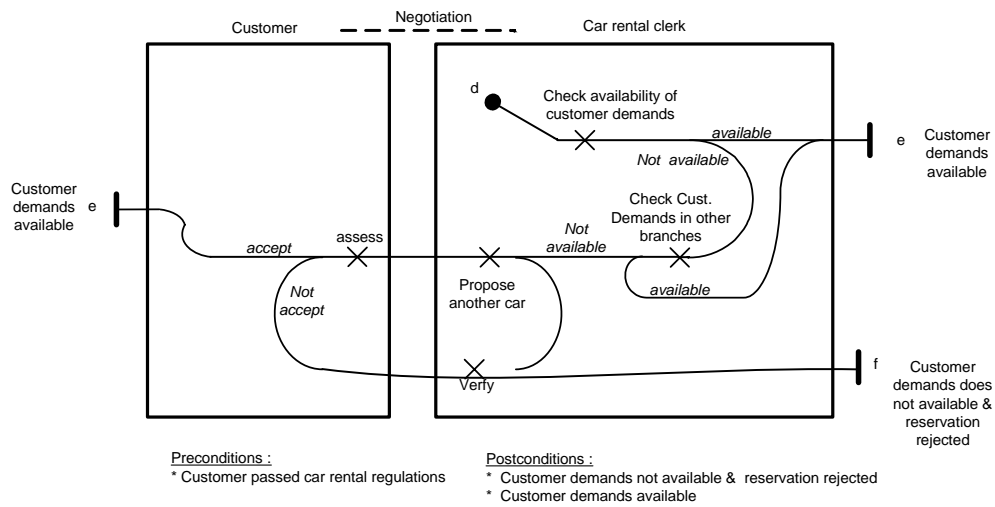 Negotiation
Customer
Car rental clerk
d
Check availability of
customer demands
available
Not available
e
Customer
demands
available
Customer
demands
available
e
Check Cust.
Demands in other
branches
Not
available
accept
assess
available
Not
accept
Propose
another car
Verfy
f
Customer
demands does
not available &
reservation
rejected
Preconditions :
* Customer passed car rental regulations
Postconditions :
* Customer demands not available & reservation rejected
* Customer demands available